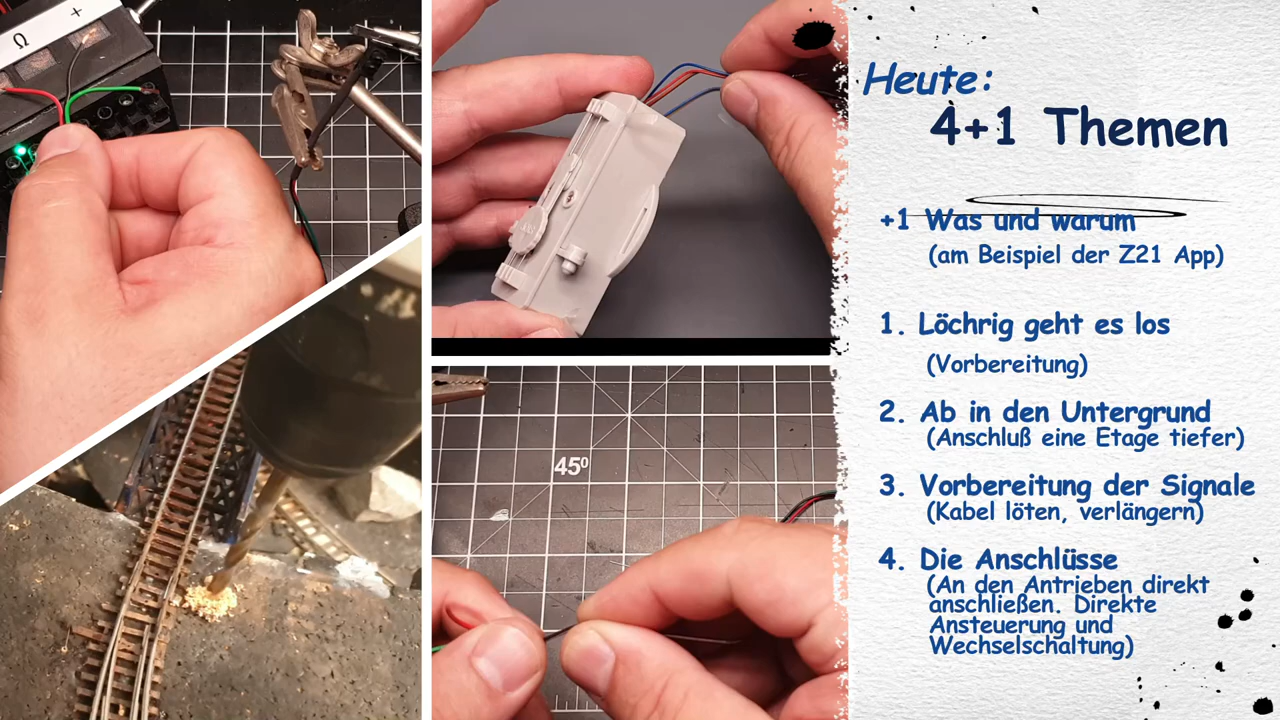 Ω +
45⁰
Heute:
4+1 Themen
+1 Was und warum
(am Beispiel der Z21 App)
1. Löchrig geht es los
(Vorbereitung)
2. Ab in den Untergrund
(Anschluß eine Etage tiefer)
3. Vorbereitung der Signale
(Kabel löten, verlängern)
4. Die Anschlüsse
(An den Antrieben direkt
anschließen. Direkte
Ansteuerung und
Wechselschaltung)